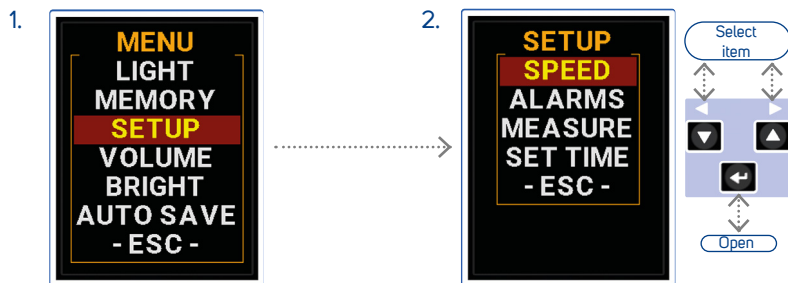 1.
MENU
LIGHT
MEMORY
SETUP
VOLUME
BRIGHT
AUTO SAVE
- ESC -
2.
SETUP
SPEED
ALARMS
MEASURE
SET TIME
- ESC -
Select
item
Open